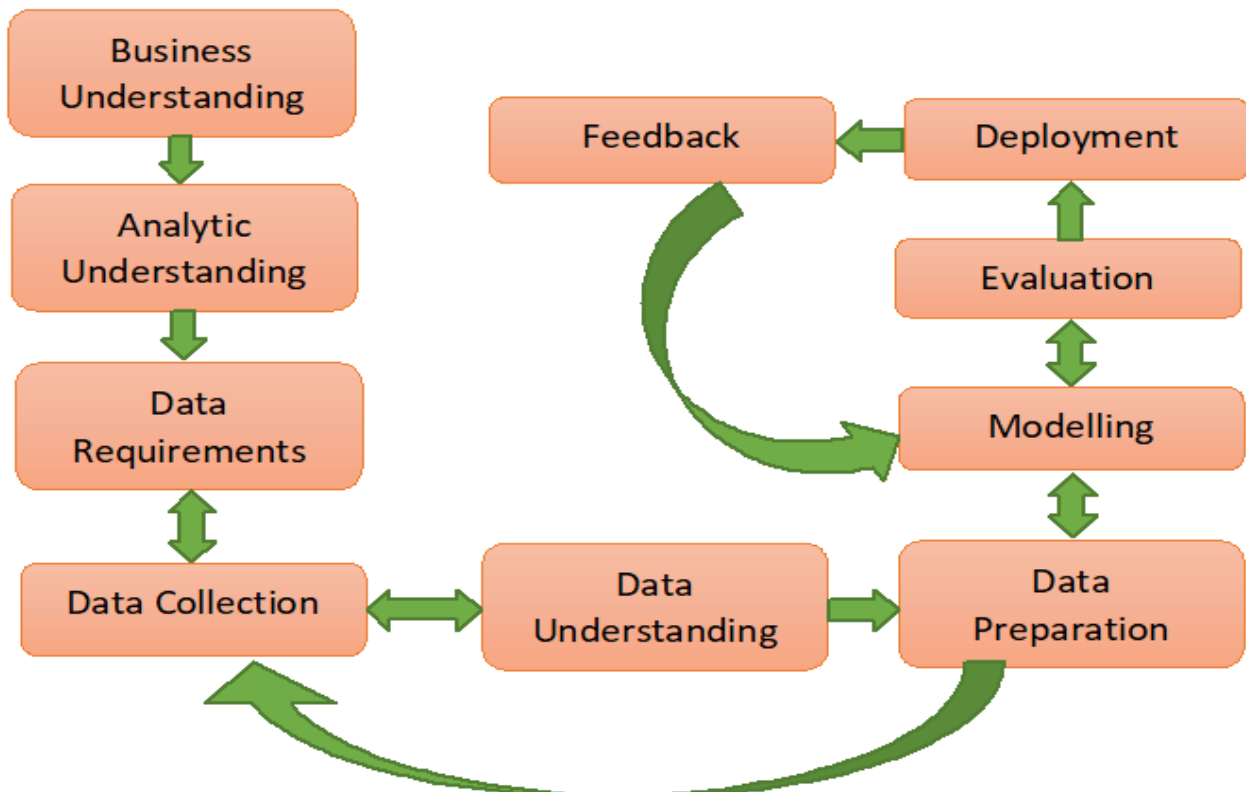 Business
Understanding
Analytic
Understanding
Data
Requirements
Data Collection
Data
Understanding
Data
Preparation
Modelling
Evaluation
Deployment
Feedback